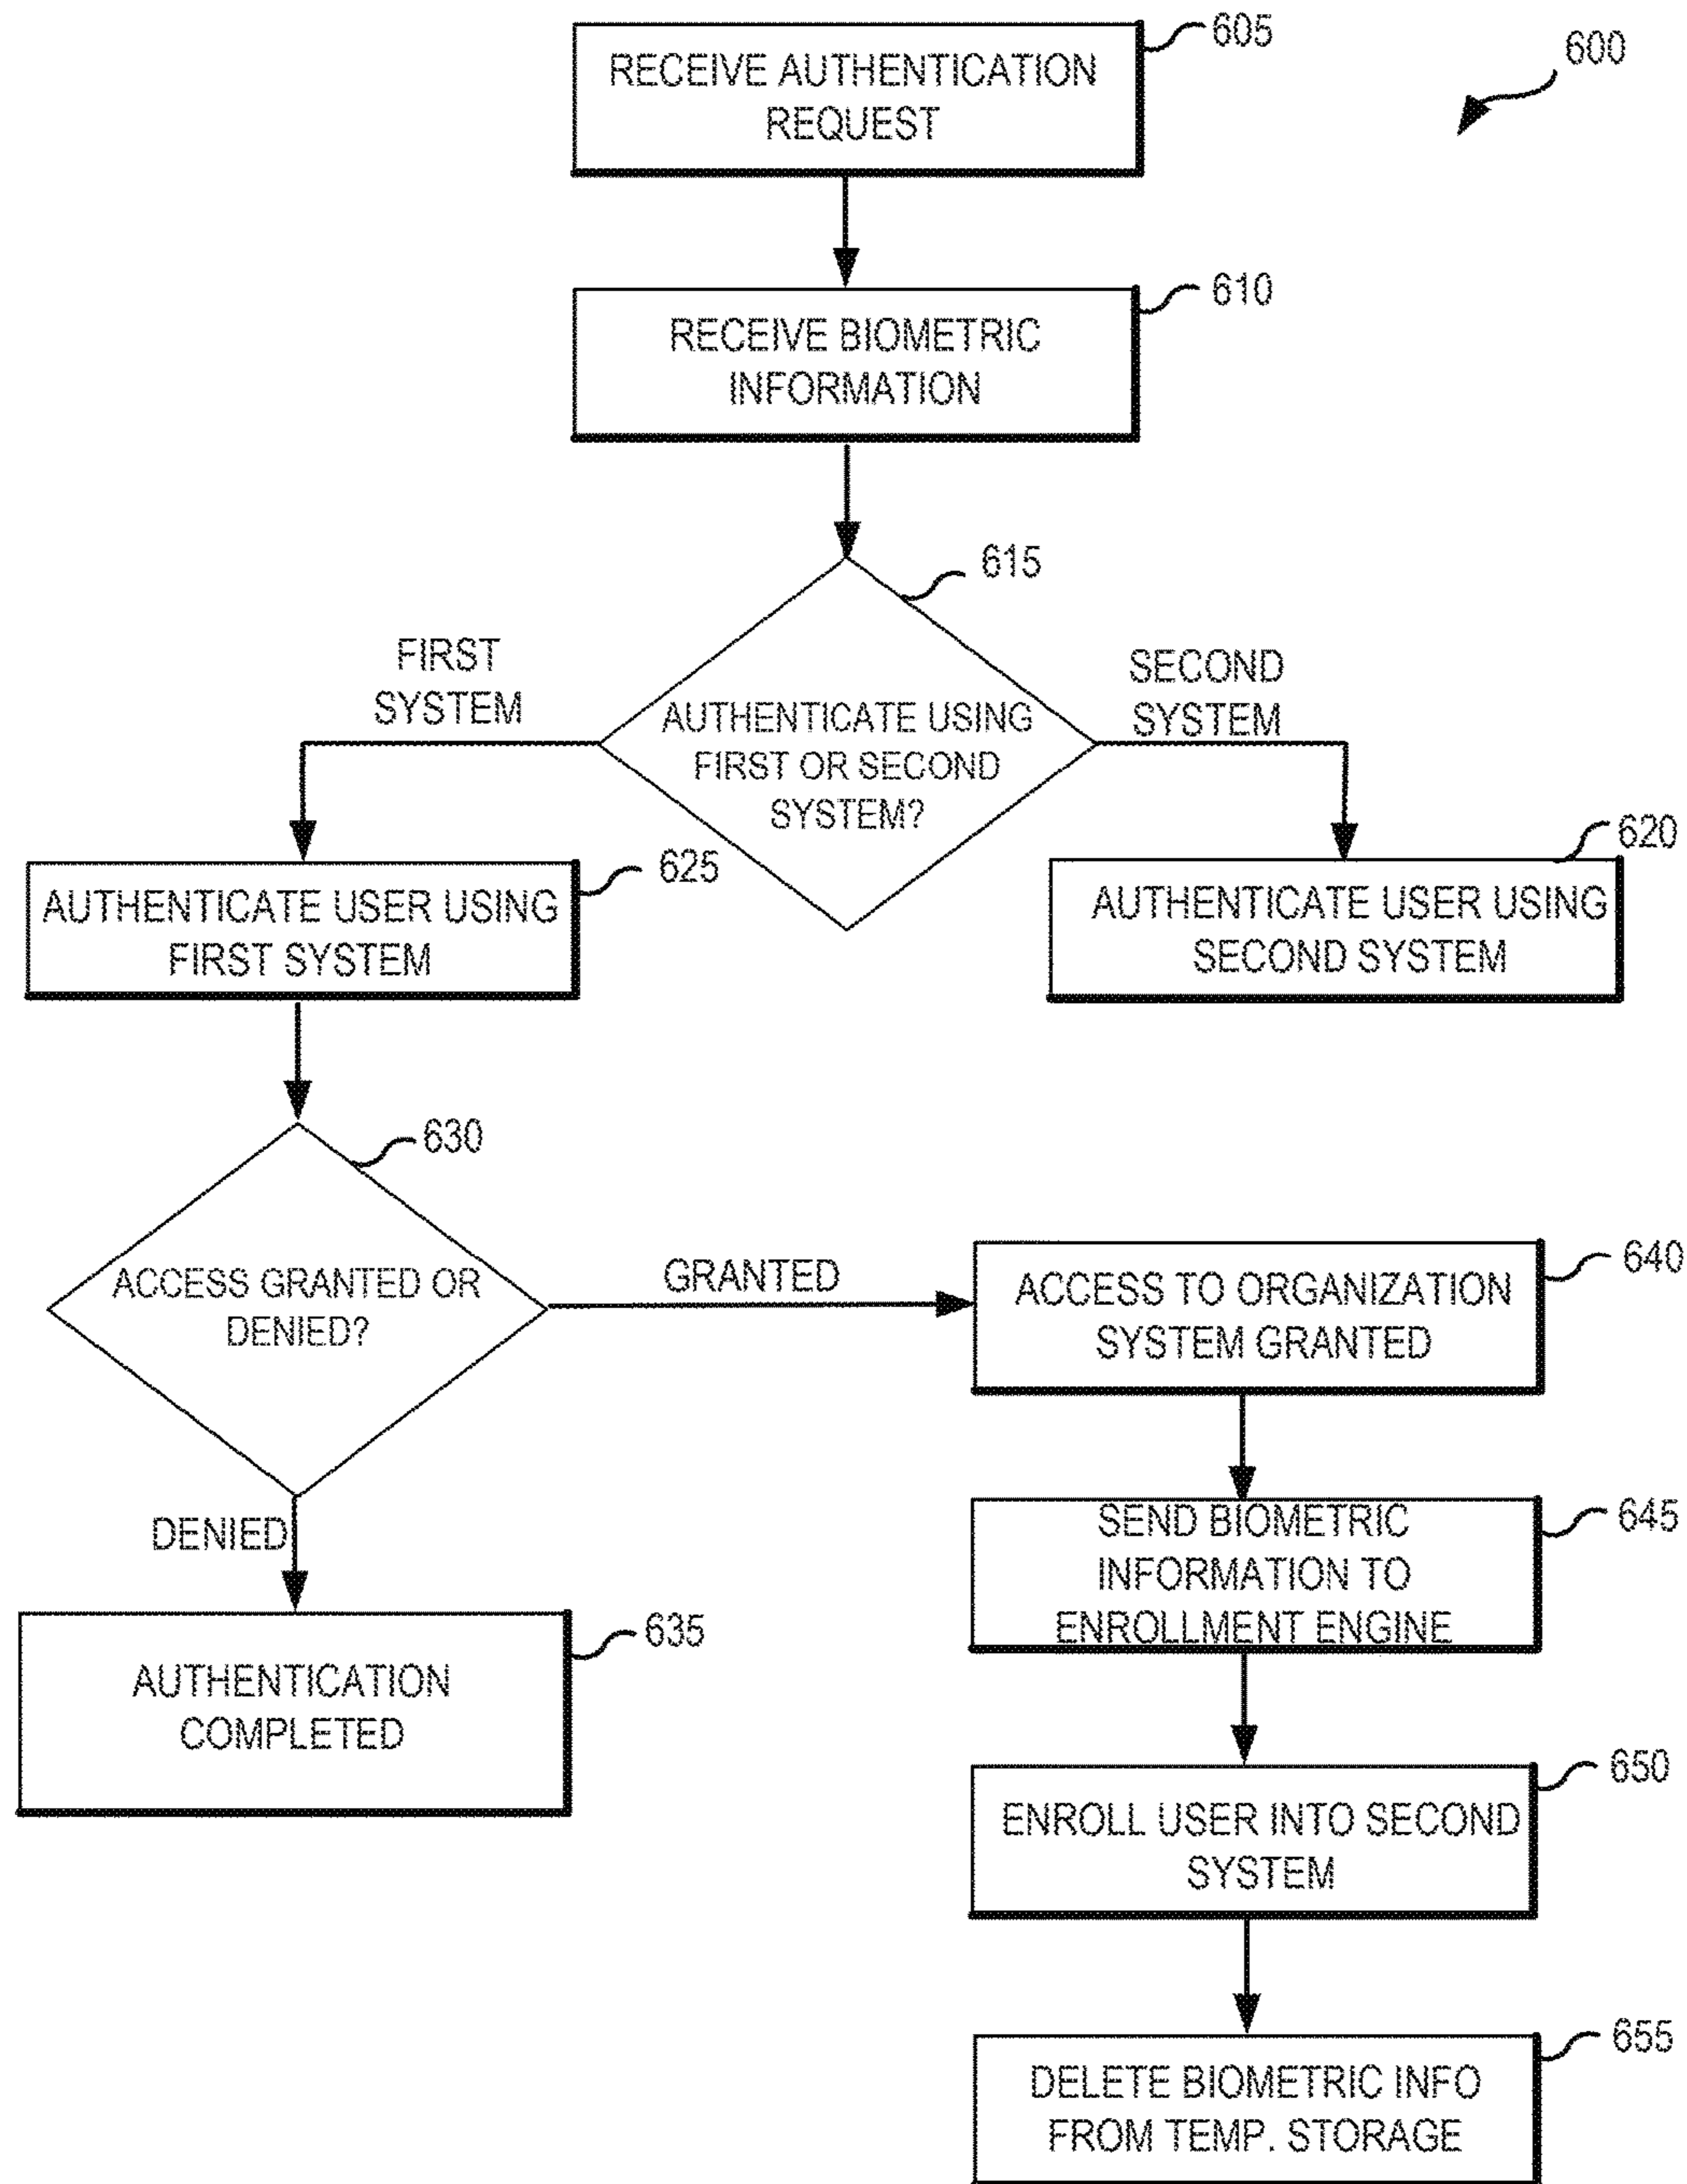 605
600
RECEIVE AUTHENTICATION
REQUEST
610
RECEIVE BIOMETRIC
INFORMATION
615
FIRST
SYSTEM
SECOND
SYSTEM
AUTHENTICATE USING
FIRST OR SECOND
SYSTEM?
625
AUTHENTICATE USER USING
FIRST SYSTEM
620
AUTHENTICATE USER USING
SECOND SYSTEM
630
ACCESS GRANTED OR
DENIED?
GRANTED
640
ACCESS TO ORGANIZATION
SYSTEM GRANTED
DENIED
645
SEND BIOMETRIC
INFORMATION TO
ENROLLMENT ENGINE
635
AUTHENTICATION
COMPLETED
650
ENROLL USER INTO SECOND
SYSTEM
655
DELETE BIOMETRIC INFO
FROM TEMP. STORAGE